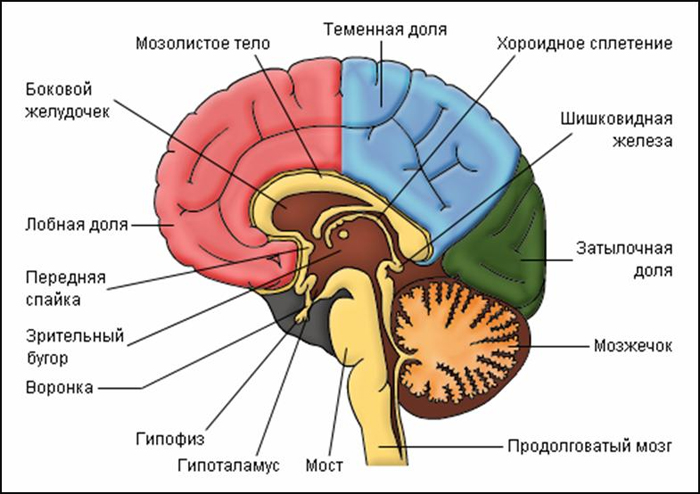 Теменная доля
Мозолистое тело
Хороидное сплетение
Боковой
желудочек
Шишковидная
железа
Лобная доля
Затылочная
доля
Передняя
спайка
Зрительный
бугор
Мозжечок
Воронка
Гипофиз
Продолговатый мозг
Гипоталамус
Мост